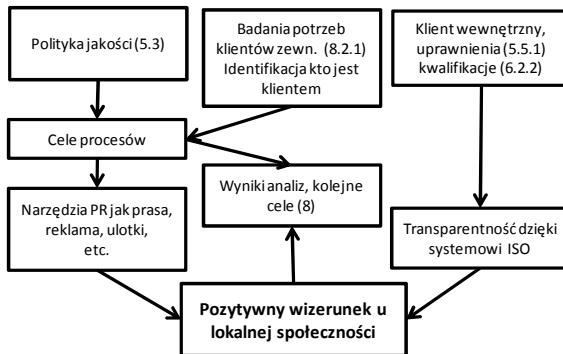 Polityka jakości (5.3)
Badania potrzeb
klientów zewn. (8.2.1)
Identyfikacja kto jest
klientem
Klient wewnętrzny,
uprawnienia (5.5.1)
kwalifikacje (6.2.2)
Cele procesów
Wyniki analiz, kolejne
cele (8)
Narzędzia PR jak prasa,
reklama, ulotki,
etc.
Transparentność dzięki
systemowi ISO
Pozytywny wizerunek u
lokalnej społeczności